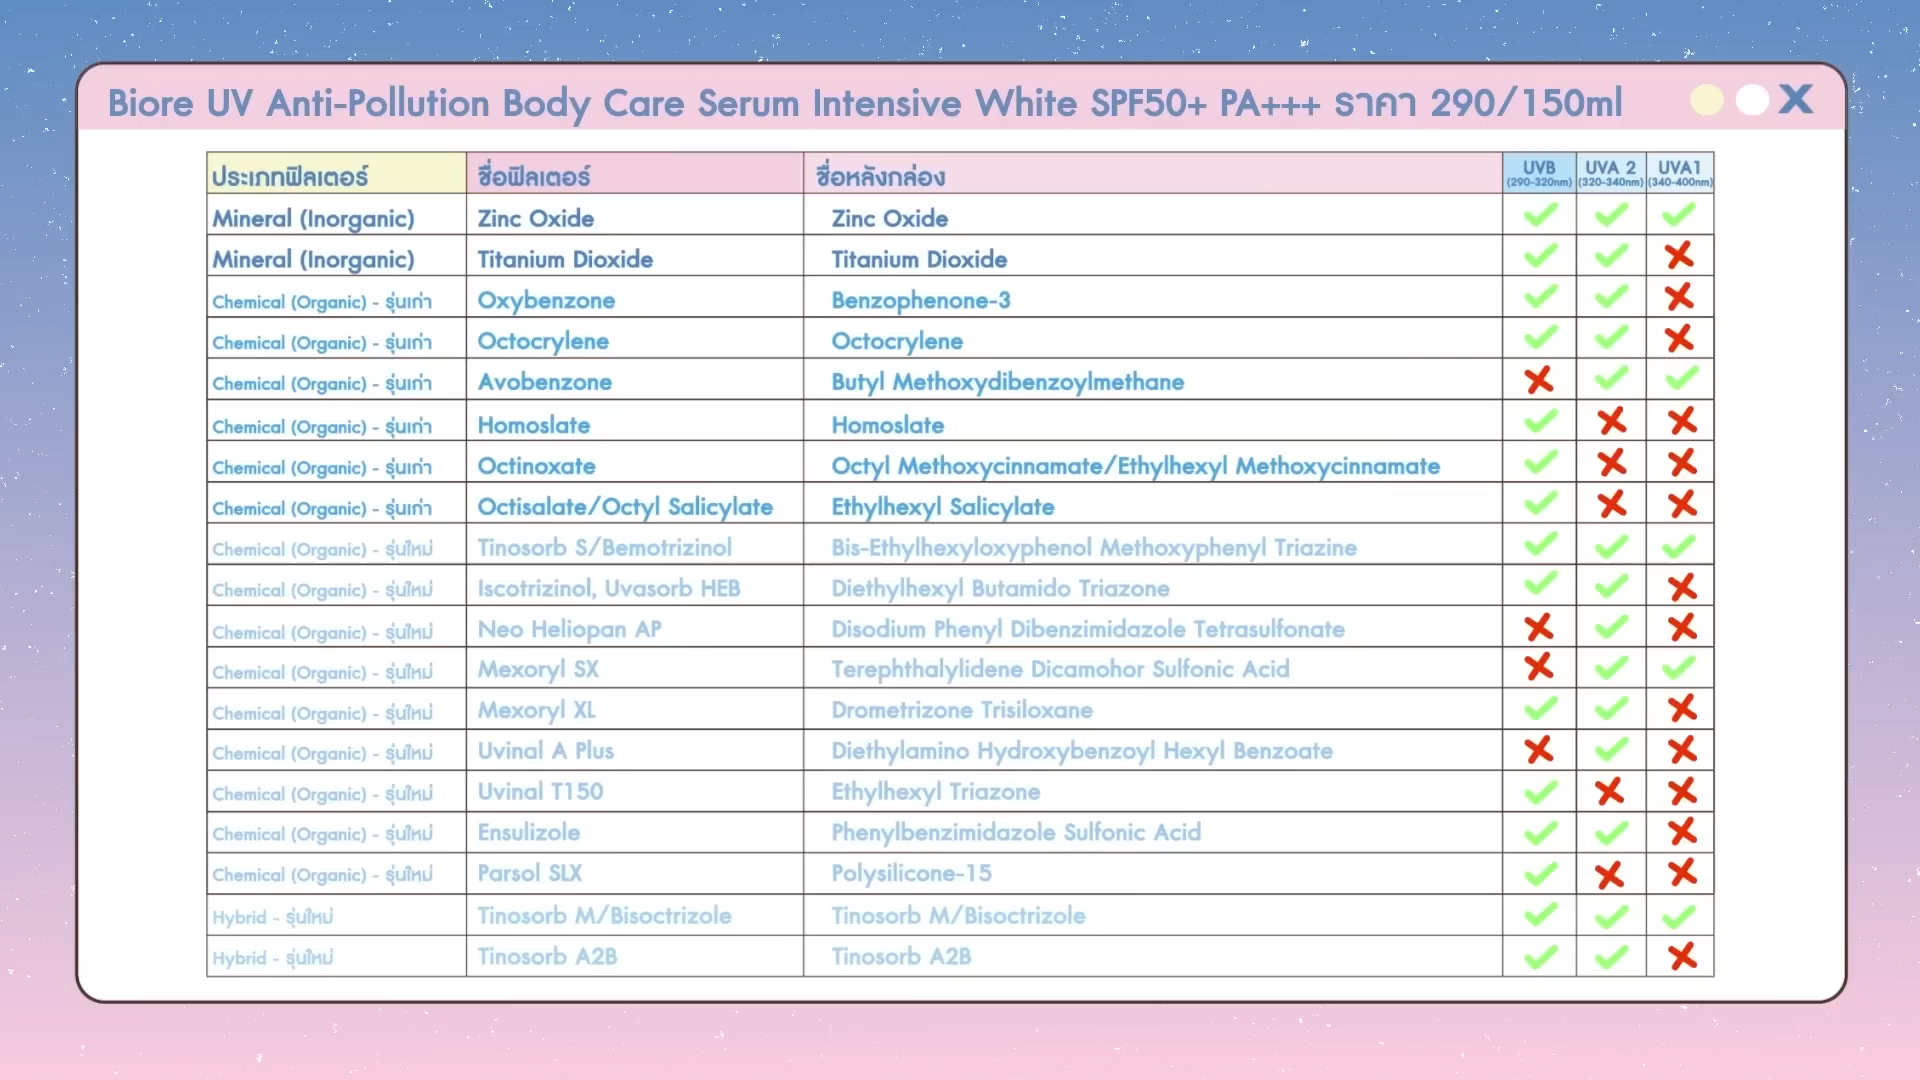 Biore UV Anti-Pollution Body Care Serum Intensive White SPF50+ PA+++ ราคา 290/150ml
ประเภทฟิลเตอร์ ชื่อฟิลเตอร์ ชื่อหลังกล่อง UVB (290-320nm) UVA 2 (320-340nm) UVA1 (340-400nm)
Mineral (Inorganic) Zinc Oxide Zinc Oxide
Mineral (Inorganic) Titanium Dioxide Titanium Dioxide
Chemical (Organic) - รุ่นเก่า Oxybenzone Benzophenone-3
Chemical (Organic) - รุ่นเก่า Octocrylene Octocrylene
Chemical (Organic) - รุ่นเก่า Avobenzone Butyl Methoxydibenzoylmethane
Chemical (Organic) - รุ่นเก่า Homoslate Homoslate
Chemical (Organic) - รุ่นเก่า Octinoxate Octyl Methoxycinnamate/Ethylhexyl Methoxycinnamate
Chemical (Organic) - รุ่นเก่า Octisalate/Octyl Salicylate Ethylhexyl Salicylate
Chemical (Organic) - รุ่นใหม่ Tinosorb S/Bemotrizinol Bis-Ethylhexyloxyphenol Methoxyphenyl Triazine
Chemical (Organic) - รุ่นใหม่ Iscotrizinol, Uvasorb HEB Diethylhexyl Butamido Triazone
Chemical (Organic) - รุ่นใหม่ Neo Heliopan AP Disodium Phenyl Dibenzimidazole Tetrasulfonate
Chemical (Organic) - รุ่นใหม่ Mexoryl SX Terephthalylidene Dicamohor Sulfonic Acid
Chemical (Organic) - รุ่นใหม่ Mexoryl XL Drometrizone Trisiloxane
Chemical (Organic) - รุ่นใหม่ Uvinal A Plus Diethylamino Hydroxybenzoyl Hexyl Benzoate
Chemical (Organic) - รุ่นใหม่ Uvinal T150 Ethylhexyl Triazone
Chemical (Organic) - รุ่นใหม่ Ensulizole Phenylbenzimidazole Sulfonic Acid
Chemical (Organic) - รุ่นใหม่ Parsol SLX Polysilicone-15
Hybrid - รุ่นใหม่ Tinosorb M/Bisoctrizole Tinosorb M/Bisoctrizole
Hybrid - รุ่นใหม่ Tinosorb A2B Tinosorb A2B